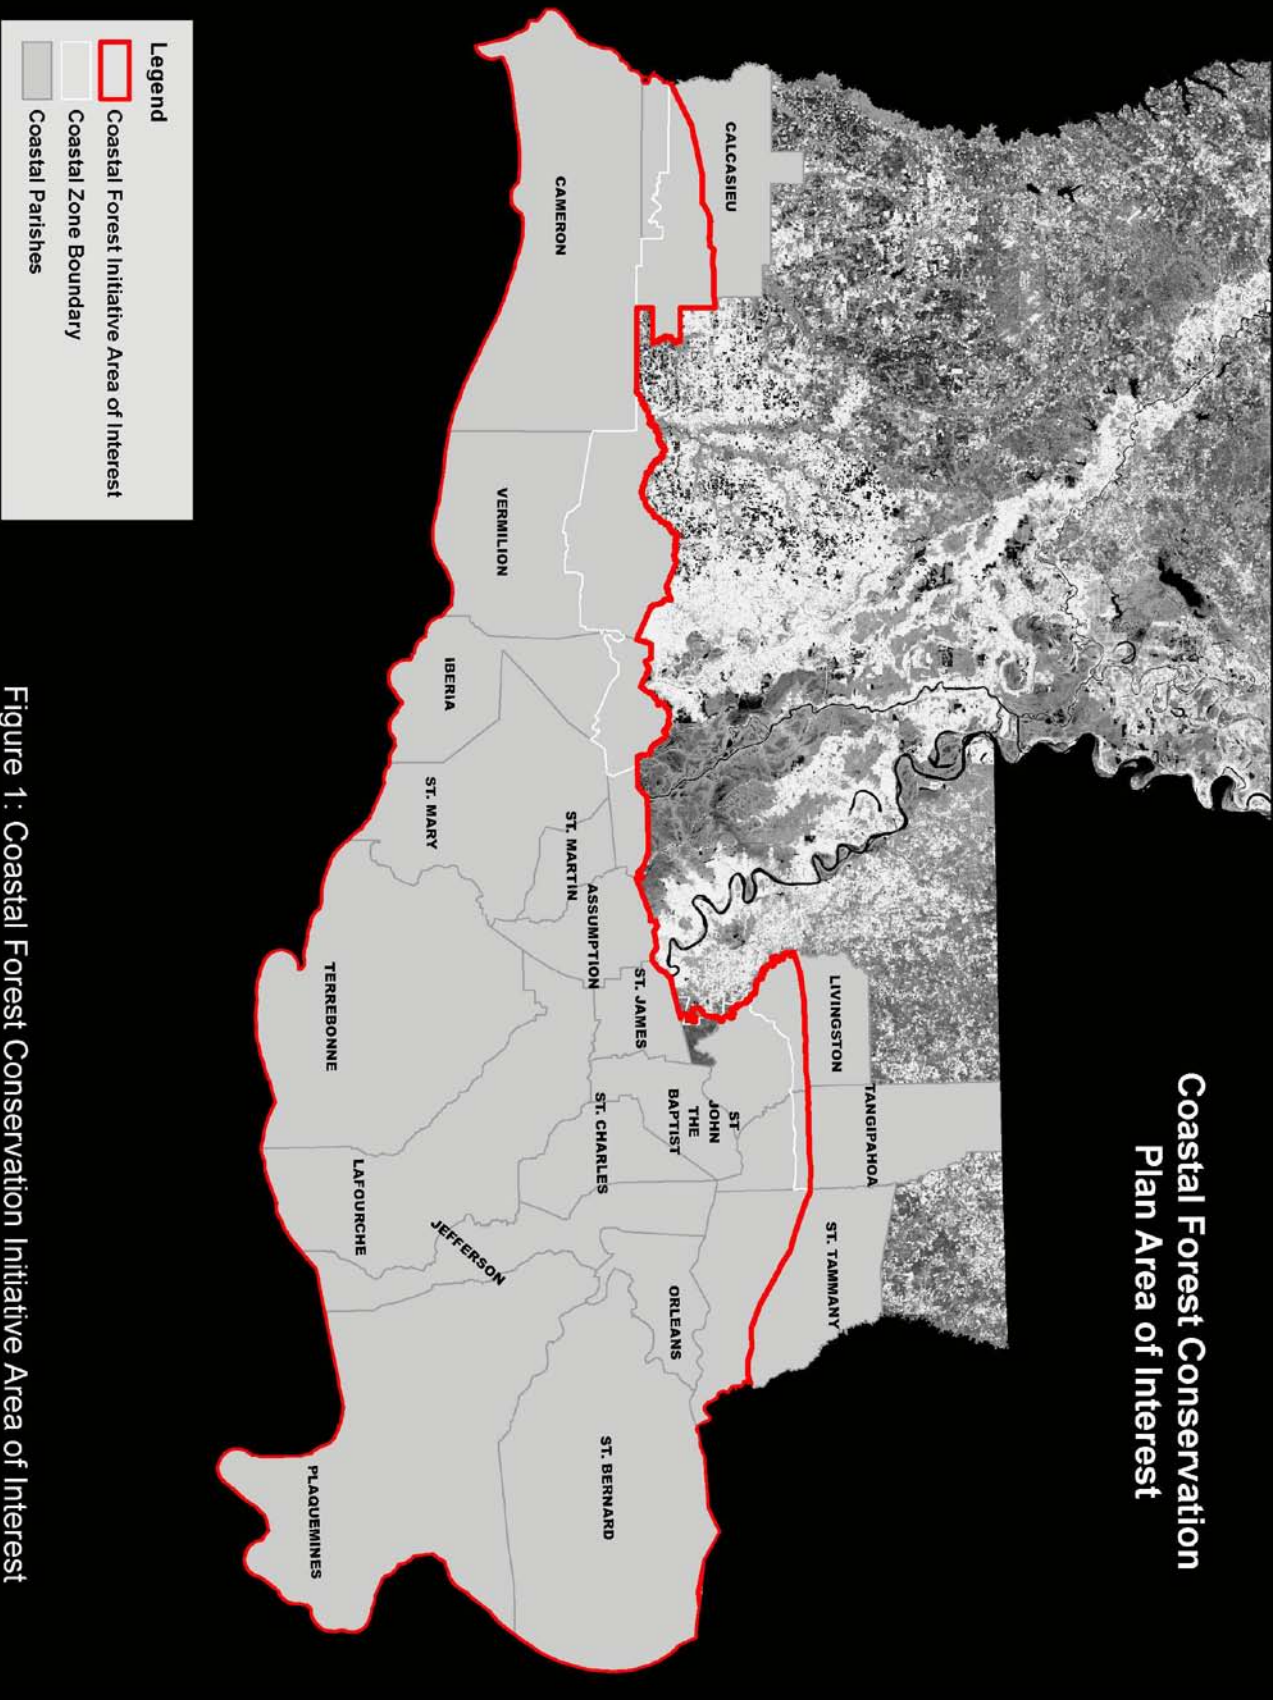 Coastal Forest Conservation
Plan Area of Interest
CALCASIEU
CAMERON
VERMILION
IBERIA
ST. MARY
ST. MARTIN
ASSUMPTION
ST. JAMES
LIVINGSTON
TANGIPAHOA
ST. TAMMANY
ST
JOHN
THE
BAPTIST
ST. CHARLES
TERREBONNE
LAFOURCHE
JEFFERSON
ORLEANS
ST. BERNARD
PLAQUEMINES
Legend
Coastal Forest Initiative Area of Interest
Coastal Zone Boundary
Coastal Parishes
Figure 1: Coastal Forest Conservation Initiative Area of Interest